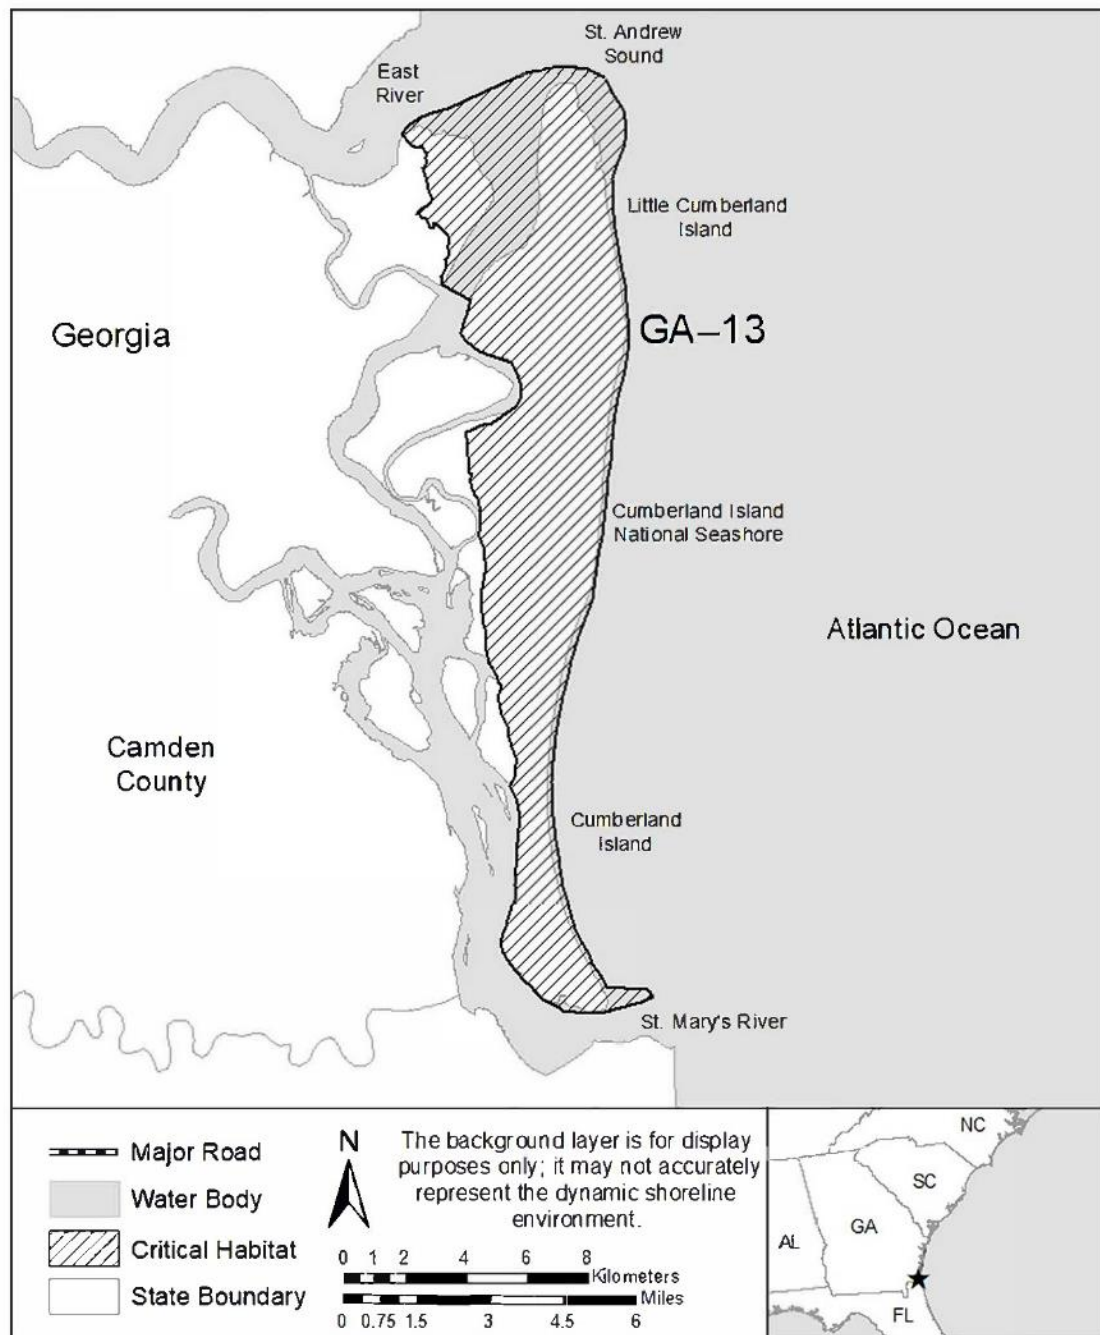 St. Andrew
Sound
East
River
Little Cumberland
Island
Georgia
GA–13
Cumberland Island
National Seashore
Atlantic Ocean
Camden
County
Cumberland
Island
St. Mary's River
Major Road
Water Body
Critical Habitat
State Boundary
N
The background layer is for display
purposes only; it may not accurately
represent the dynamic shoreline
environment.
0 1 2 4 6 8
Kilometers
Miles
0 0.75 1.5 3 4.5 6
NC
SC
GA
AL
FL